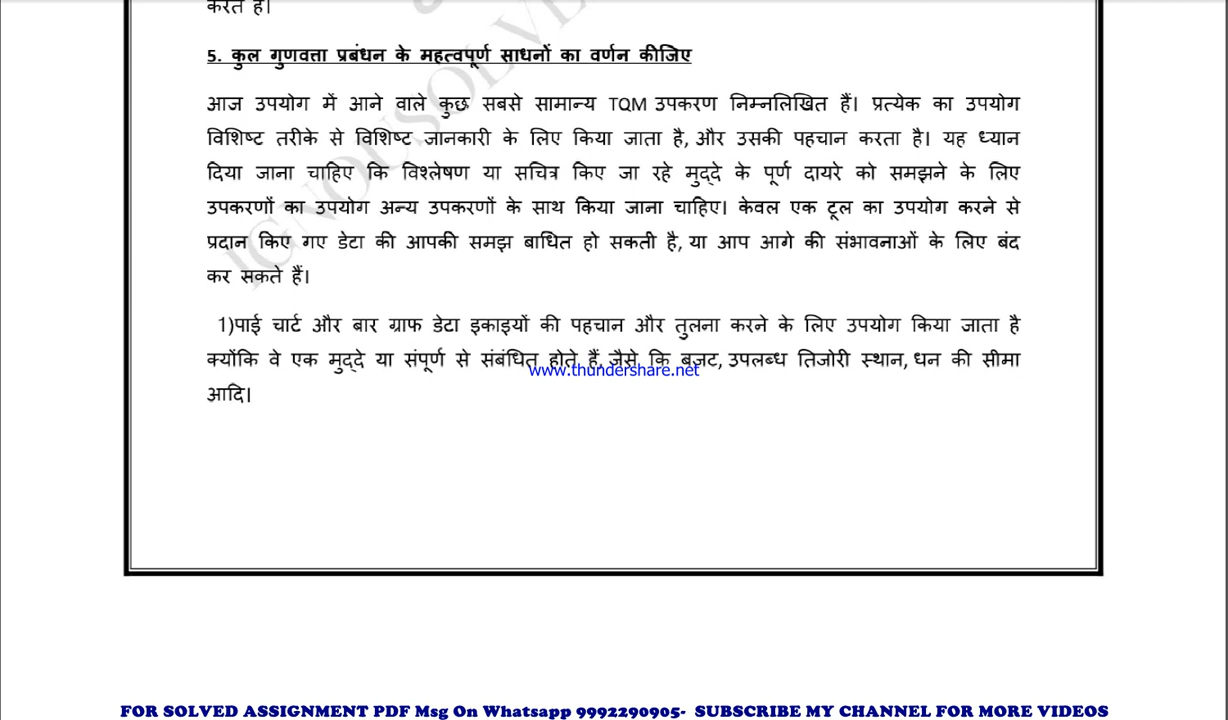 करते हैं।
5. कुल गुणवत्ता प्रबंधन के महत्वपूर्ण साधनों का वर्णन कीजिए
आज उपयोग में आने वाले कुछ सबसे सामान्य TQM उपकरण निम्नलिखित हैं। प्रत्येक का उपयोग
विशिष्ट तरीके से विशिष्ट जानकारी के लिए किया जाता है, और उसकी पहचान करता है। यह ध्यान
दिया जाना चाहिए कि विश्लेषण या सचित्र किए जा रहे मुद्दे के पूर्ण दायरे को समझने के लिए
उपकरणों का उपयोग अन्य उपकरणों के साथ किया जाना चाहिए। केवल एक टूल का उपयोग करने से
प्रदान किए गए डेटा की आपकी समझ बाधित हो सकती है, या आप आगे की संभावनाओं के लिए बंद
कर सकते हैं।
1)पाई चार्ट और बार ग्राफ डेटा इकाइयों की पहचान और तुलना करने के लिए उपयोग किया जाता है
क्योंकि वे एक मुद्दे या संपूर्ण से संबंधित होते हैं, जैसे कि बजट, उपलब्ध तिजोरी स्थान, धन की सीमा
www.thundershare.net
आदि।
IGNOUSOLVE
FOR SOLVED ASSIGNMENT PDF Msg On Whatsapp 9992290905- SUBSCRIBE MY CHANNEL FOR MORE VIDEOS